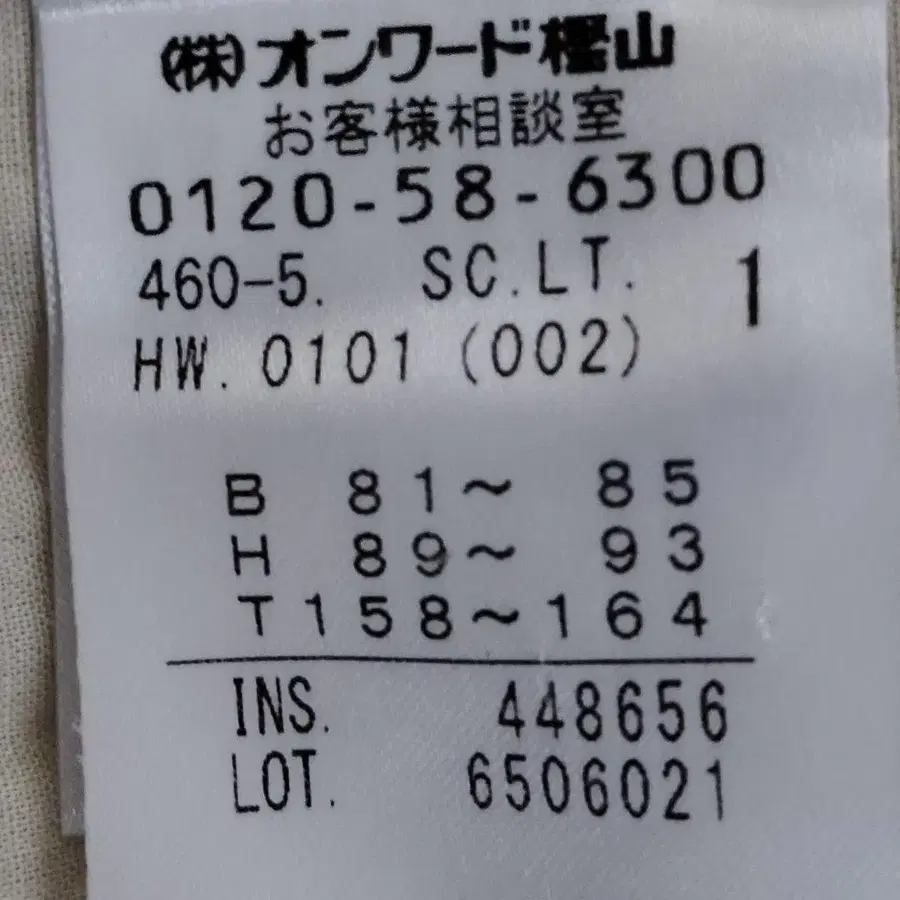 (株)オンワード樫山
お客様相談室
0120-58-6300
460-5. SC.LT. 1
HW.0101(002)
B 81~ 85
H 89~ 93
T158~164
INS. 448656
LOT. 6506021